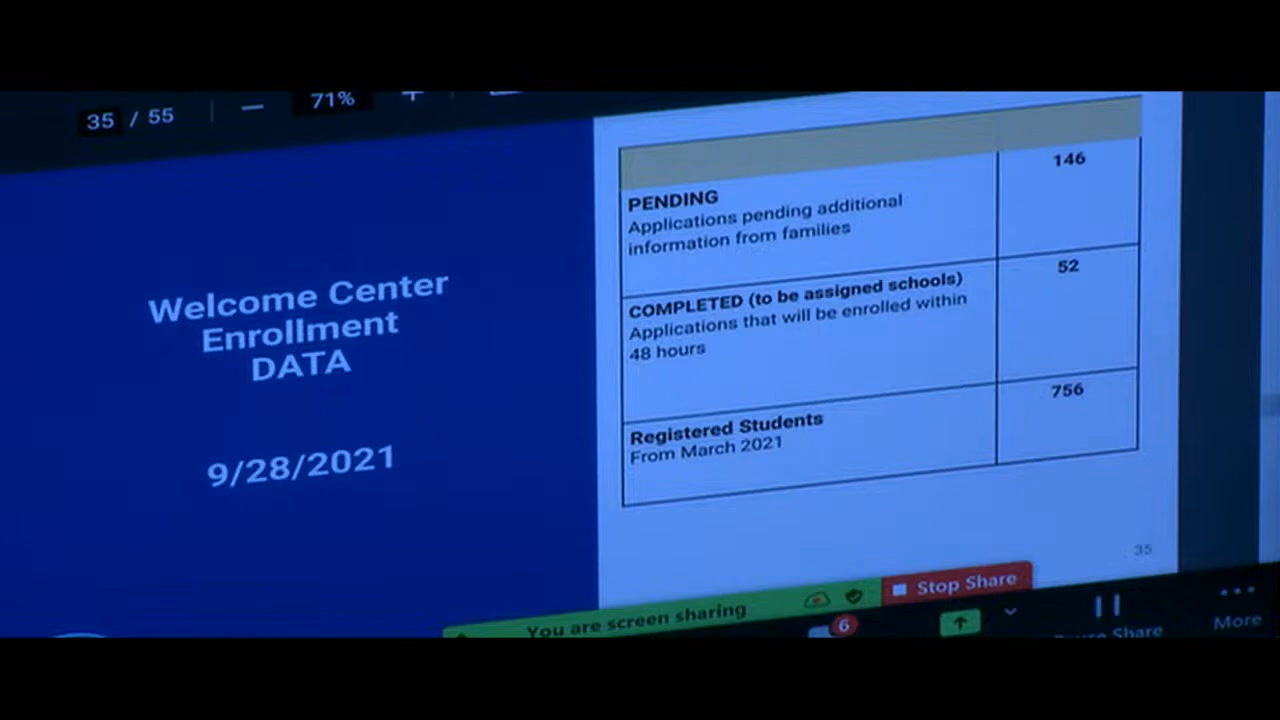 35 / 55
71%
Welcome Center
Enrollment
DATA
9/28/2021
PENDING
Applications pending additional
information from families
146
COMPLETED (to be assigned schools)
Applications that will be enrolled within
48 hours
52
Registered Students
From March 2021
756
35
You are screen sharing
Stop Share
6
Share
More